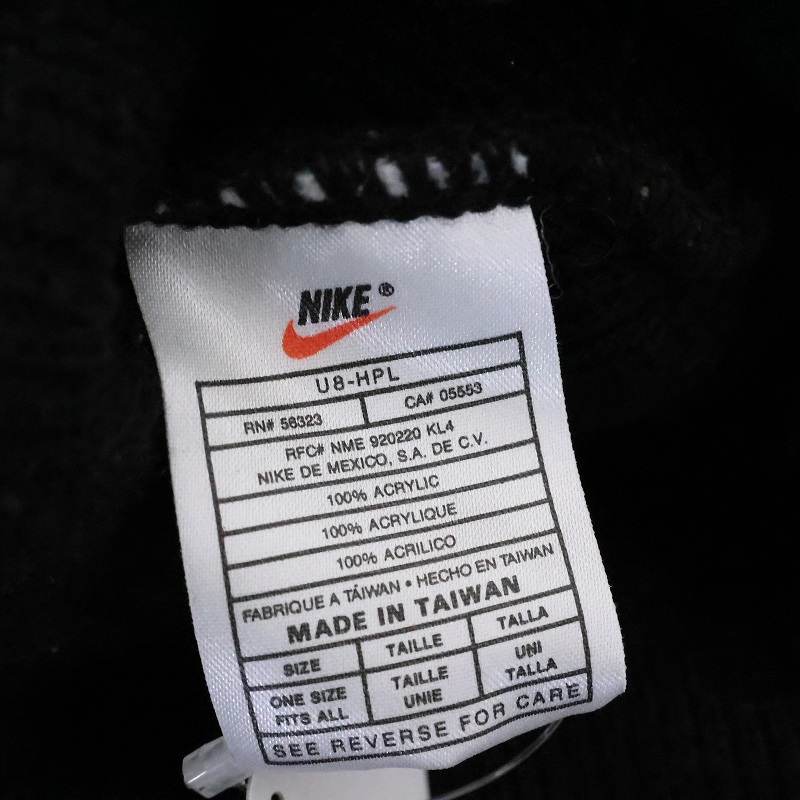 NIKE ®
U8-HPL
RN# 56323 CA# 05553
RFC# NME 920220 KL4
NIKE DE MEXICO, S.A. DE C.V.
100% ACRYLIC
100% ACRYLIQUE
100% ACRILICO
FABRIQUE A TÁIWAN • HECHO EN TAIWAN
MADE IN TAIWAN
SIZE TAILLE TALLA
ONE SIZE FITS ALL TAILLE UNIE UNI TALLA
SEE REVERSE FOR CARE